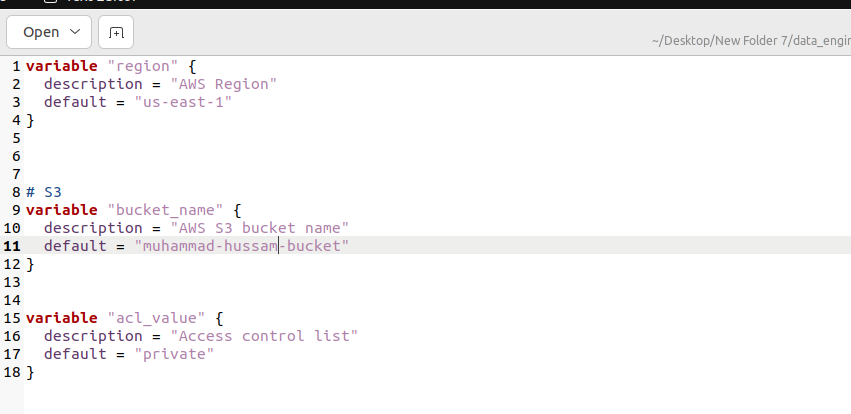 Open
~/Desktop/New Folder 7/data_engin
1 variable "region" {
2   description = "AWS Region"
3   default = "us-east-1"
4 }
5
6
7
8 # S3
9 variable "bucket_name" {
10   description = "AWS S3 bucket name"
11   default = "muhammad-hussam-bucket"
12 }
13
14
15 variable "acl_value" {
16   description = "Access control list"
17   default = "private"
18 }